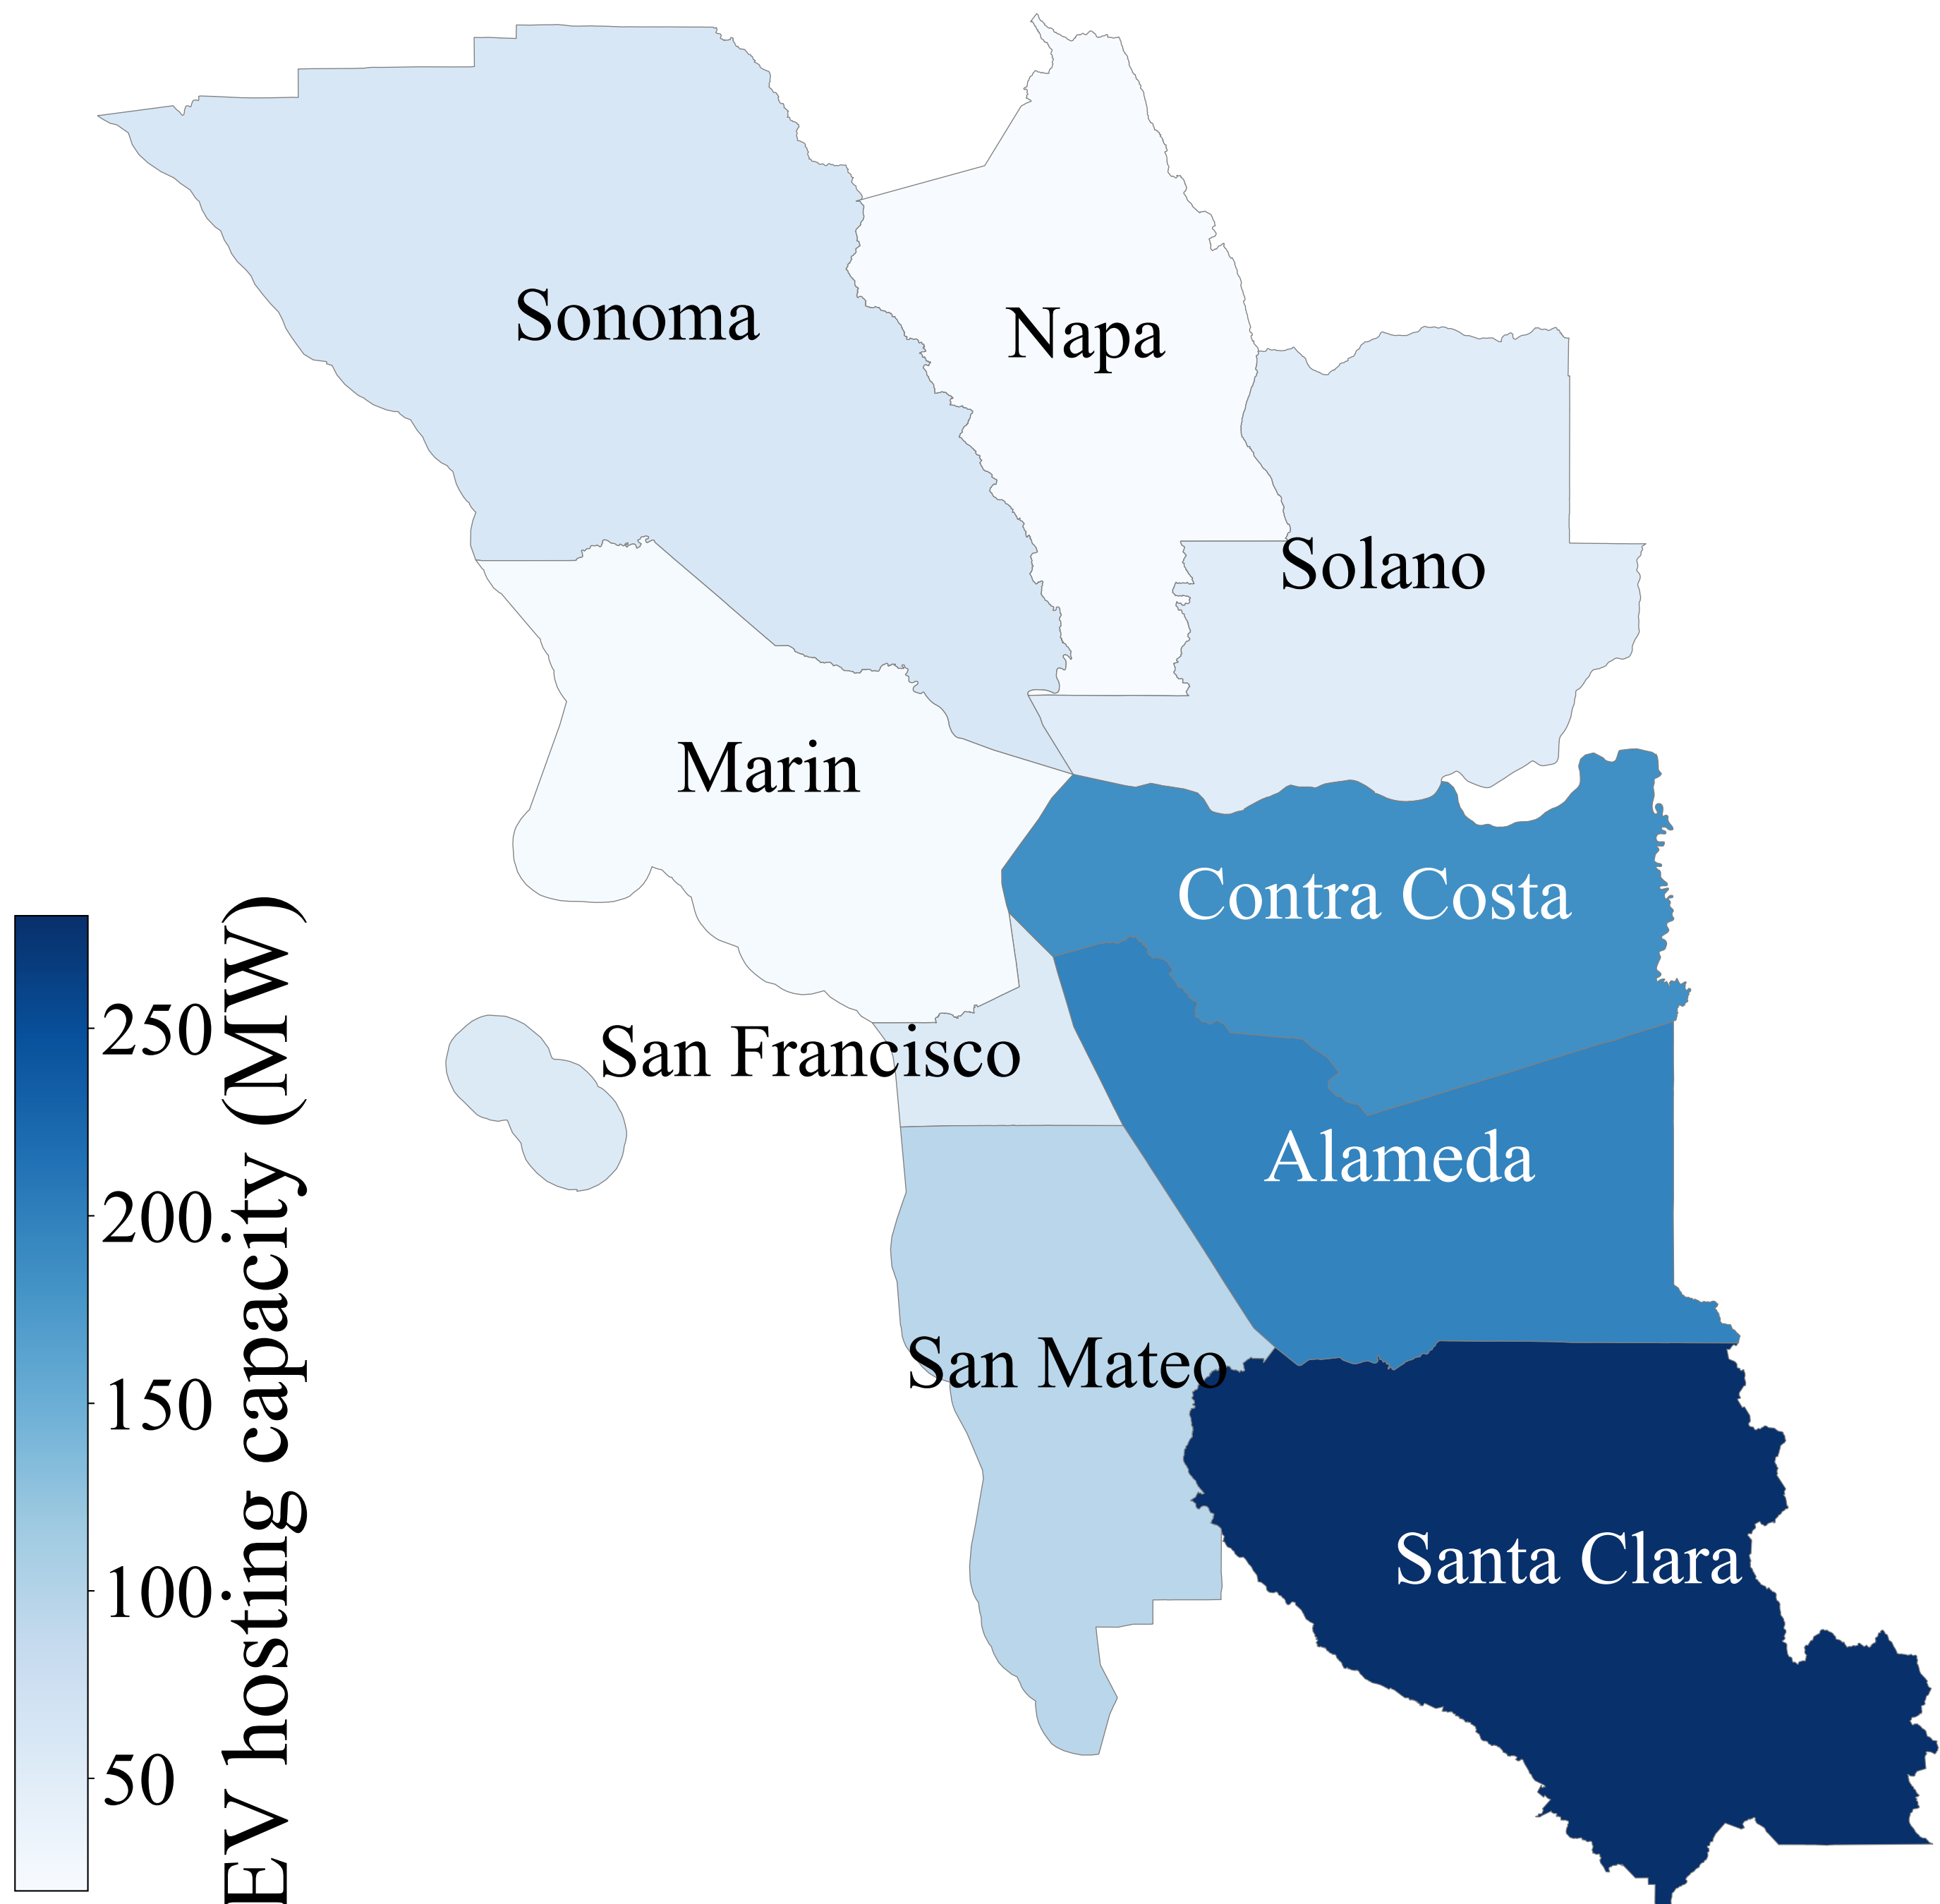 Sonoma
Napa
Solano
Marin
Contra Costa
San Francisco
Alameda
San Mateo
Santa Clara
250
200
150
100
50
EV hosting capacity (MW)